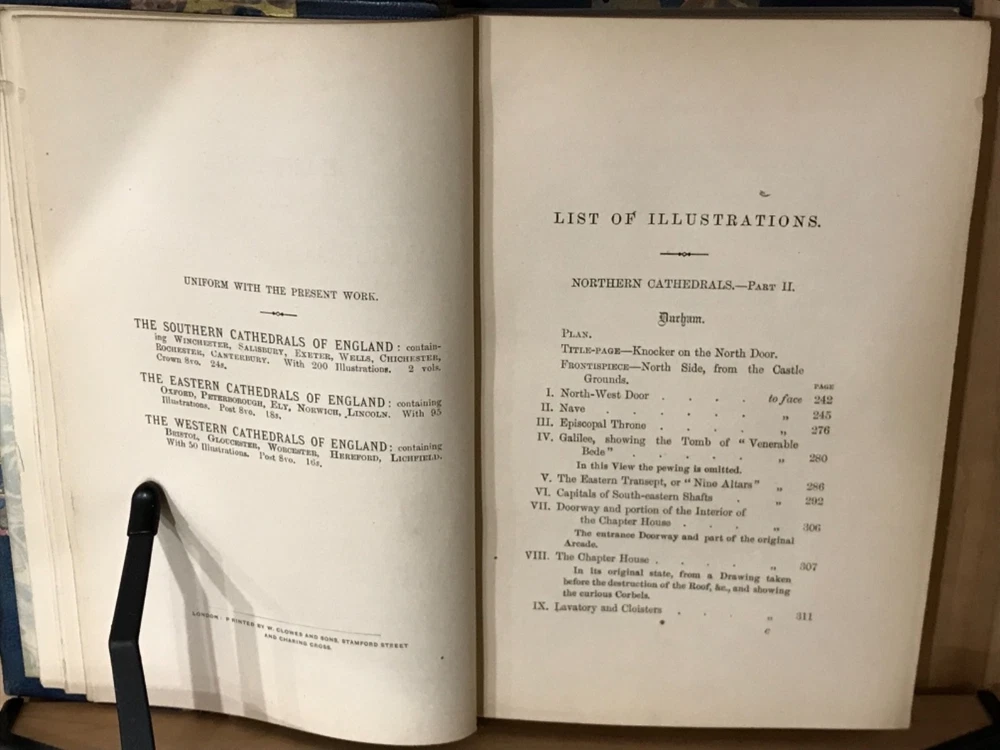 UNIFORM WITH THE PRESENT WORK.
THE SOUTHERN CATHEDRALS OF ENGLAND: contain-
ing WINCHESTER, SALISBURY, EXETER, WELLS, CHICHESTER,
ROCHESTER, CANTERBURY. With 200 Illustrations. 2 vols.
Crown 8vo. 24s.
THE EASTERN CATHEDRALS OF ENGLAND: containing
OXFORD, PETERBOROUGH, ELY, NORWICH, LINCOLN. With 95
Illustrations. Post 8vo. 18s.
THE WESTERN CATHEDRALS OF ENGLAND: containing
BRISTOL, GLOUCESTER, WORCESTER, HEREFORD, LICHFIELD.
With 50 Illustrations. Post 8vo. 16s.
LONDON: PRINTED BY W. CLOWES AND SONS, STAMFORD STREET
AND CHARING CROSS.
LIST OF ILLUSTRATIONS.
NORTHERN CATHEDRALS.—PART II.
Durham.
PLAN.
TITLE-PAGE—Knocker on the North Door.
FRONTISPIECE—North Side, from the Castle
Grounds.
PAGE
I. North-West Door . . . . to face 242
II. Nave . . . . . . „ 245
III. Episcopal Throne . . . . „ 276
IV. Galilee, showing the Tomb of "Venerable
Bede" . . . . . „ 280
In this View the pewing is omitted.
V. The Eastern Transept, or "Nine Altars" „ 286
VI. Capitals of South-eastern Shafts . „ 292
VII. Doorway and portion of the Interior of
the Chapter House . . . „ 306
The entrance Doorway and part of the original
Arcade.
VIII. The Chapter House . . . . „ 307
In its original state, from a Drawing taken
before the destruction of the Roof, &c., and showing
the curious Corbels.
IX. Lavatory and Cloisters . . . „ 311
c